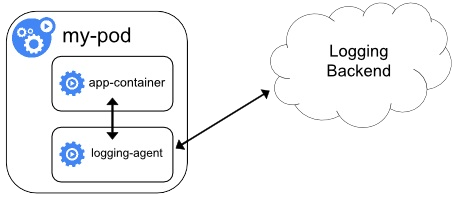 my-pod
app-container
logging-agent
Logging
Backend